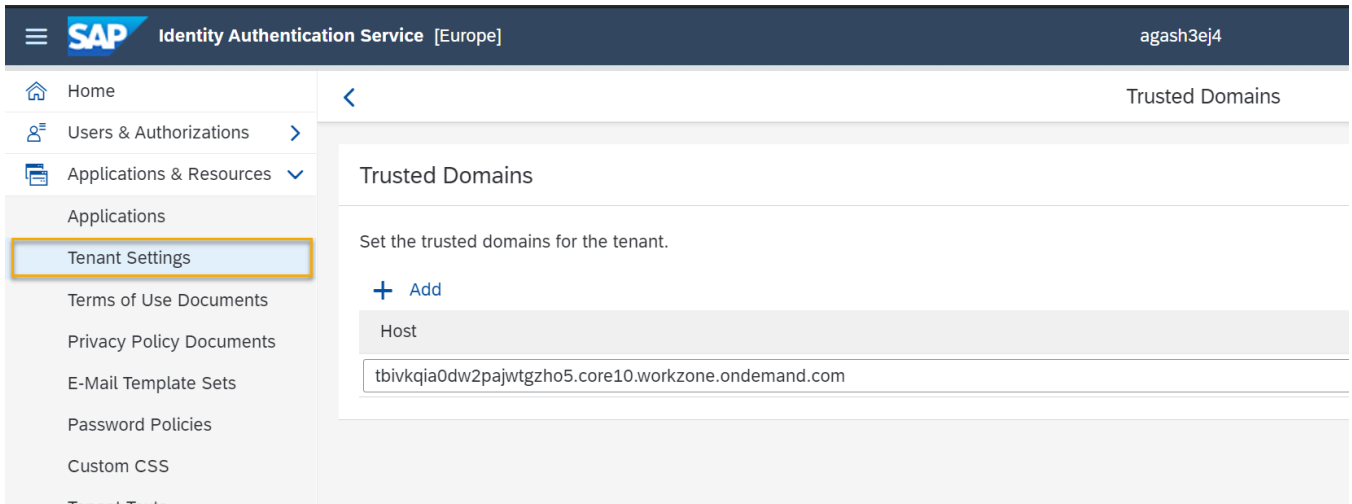 SAP Identity Authentication Service [Europe] agash3ej4
Home
Trusted Domains
Users & Authorizations
Applications & Resources
Applications
Tenant Settings
Terms of Use Documents
Privacy Policy Documents
E-Mail Template Sets
Password Policies
Custom CSS
Trusted Domains
Set the trusted domains for the tenant.
+ Add
Host
tbivkqia0dw2pajwtgzho5.core10.workzone.ondemand.com